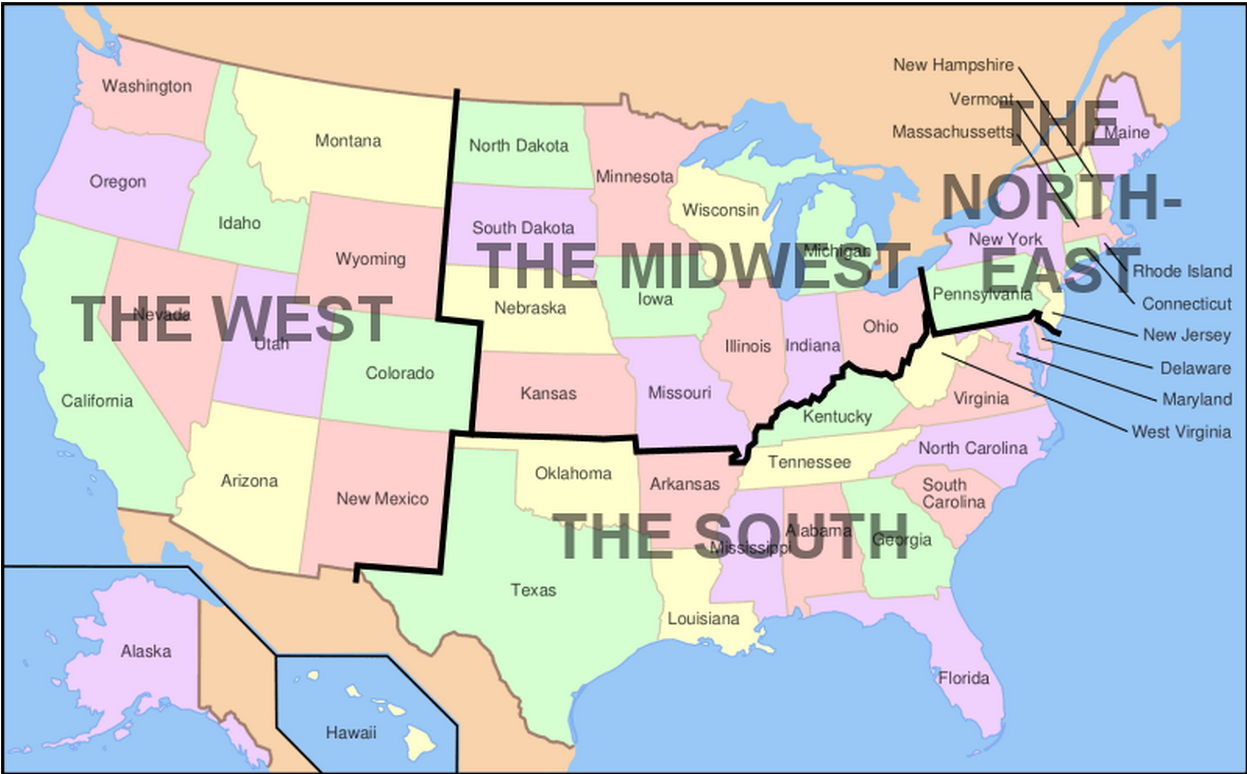 New Hampshire
Vermont
Massachussetts
THE
NORTH-
EAST
Maine
Washington
Montana
North Dakota
Minnesota
Oregon
Idaho
Wyoming
South Dakota
Wisconsin
Michigan
New York
Rhode Island
Connecticut
New Jersey
Delaware
Maryland
West Virginia
THE WEST
THE MIDWEST
Nevada
Utah
Colorado
California
Nebraska
Iowa
Illinois
Indiana
Ohio
Pennsylvania
Kansas
Missouri
Kentucky
Virginia
Arizona
New Mexico
Oklahoma
Arkansas
Tennessee
North Carolina
South
Carolina
THE SOUTH
Mississippi
Alabama
Georgia
Texas
Louisiana
Florida
Alaska
Hawaii